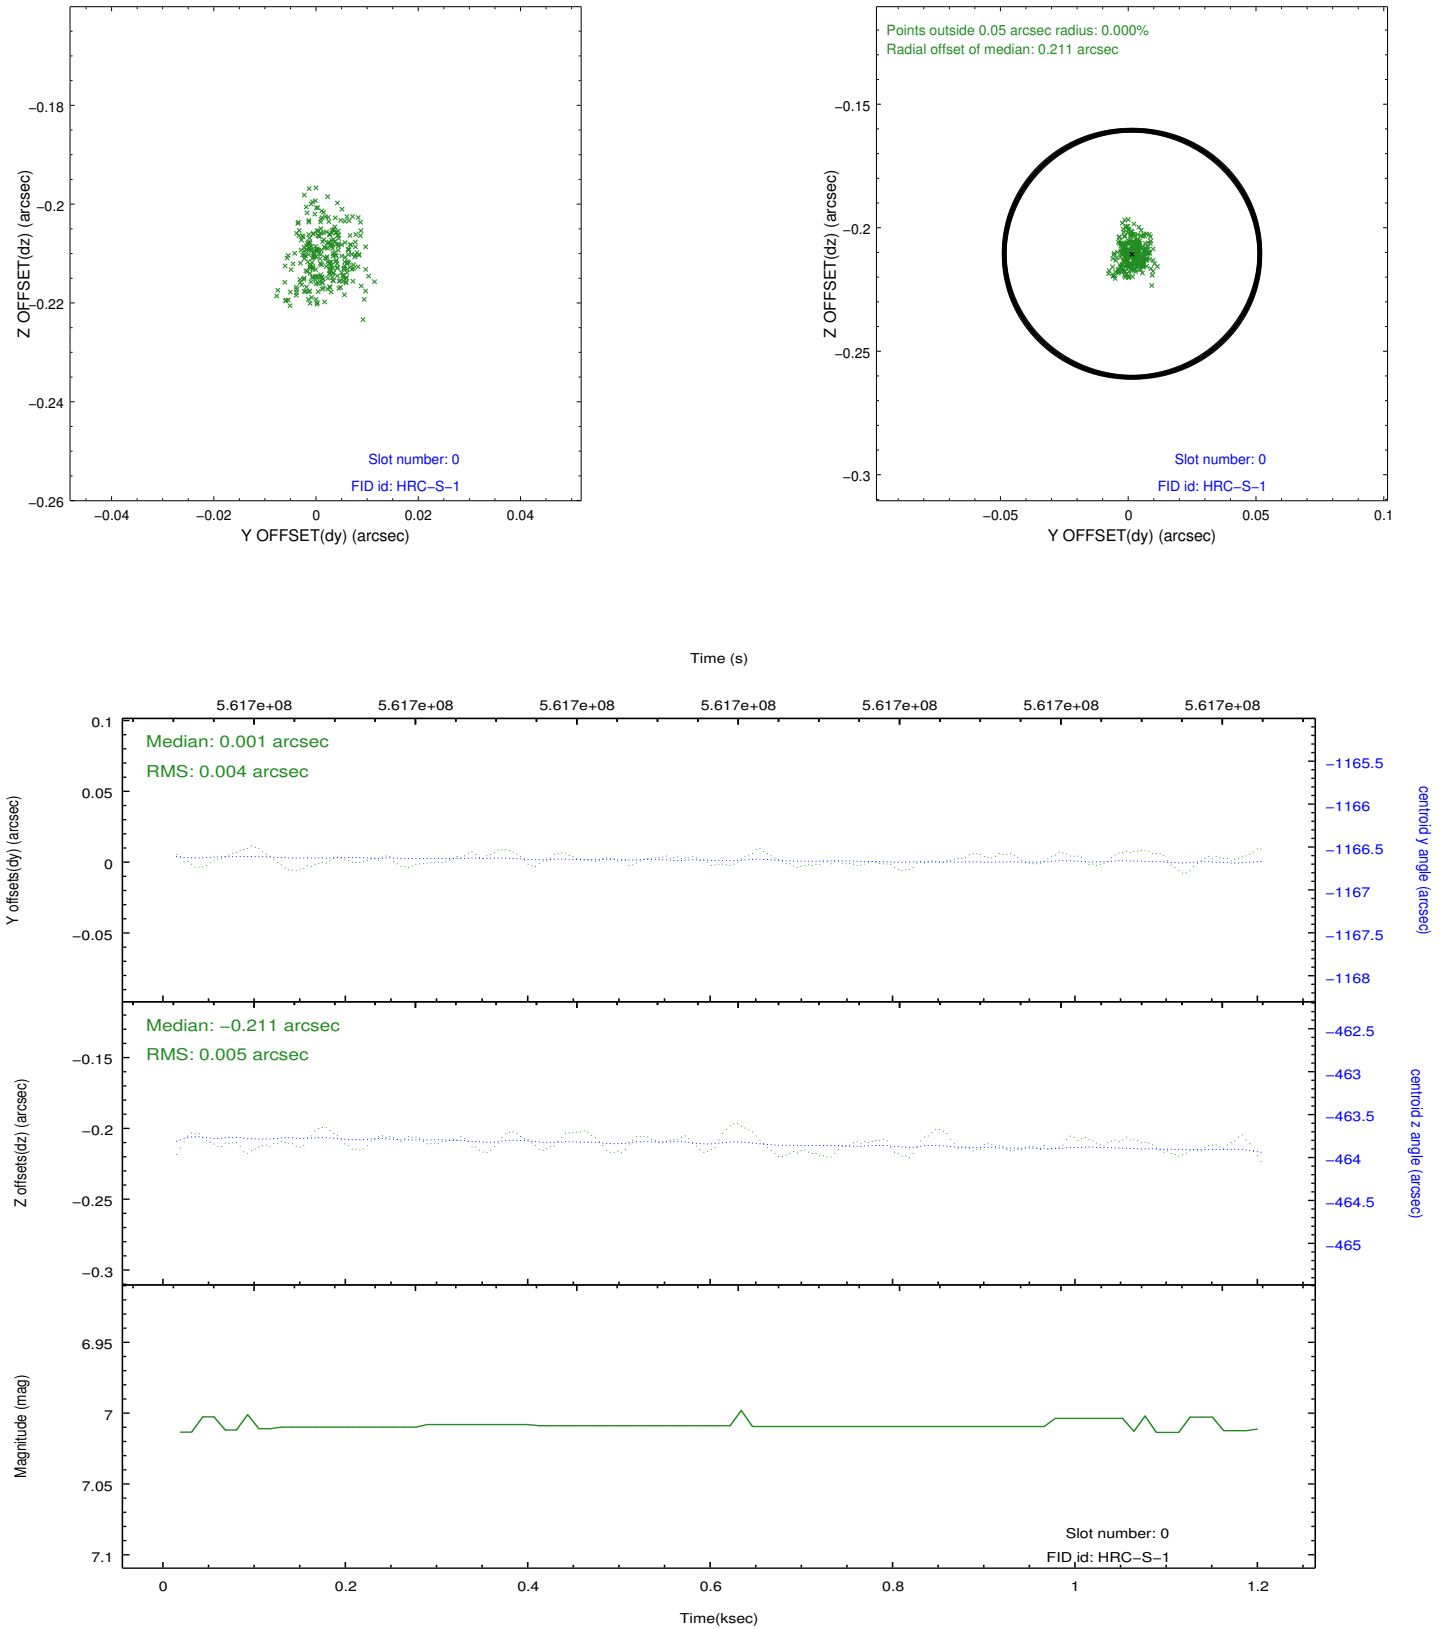 −0.18
−0.2
−0.22
−0.24
−0.26
Z OFFSET(dz) (arcsec)
Slot number: 0
FID id: HRC−S−1
−0.04
−0.02
0
0.02
0.04
Y OFFSET(dy) (arcsec)
Points outside 0.05 arcsec radius: 0.000%
Radial offset of median: 0.211 arcsec
−0.15
−0.2
−0.25
−0.3
Z OFFSET(dz) (arcsec)
Slot number: 0
FID id: HRC−S−1
−0.05
0
0.05
0.1
Y OFFSET(dy) (arcsec)
Time (s)
5.617e+08
5.617e+08
5.617e+08
5.617e+08
5.617e+08
5.617e+08
5.617e+08
Median: 0.001 arcsec
RMS: 0.004 arcsec
0.1
0.05
0
−0.05
Y offsets(dy) (arcsec)
−1165.5
−1166
−1166.5
−1167
−1167.5
−1168
centroid y angle (arcsec)
Median: −0.211 arcsec
RMS: 0.005 arcsec
−0.15
−0.2
−0.25
−0.3
Z offsets(dz) (arcsec)
−462.5
−463
−463.5
−464
−464.5
−465
centroid z angle (arcsec)
6.95
7
7.05
7.1
Magnitude (mag)
Slot number: 0
FID id: HRC−S−1
0
0.2
0.4
0.6
0.8
1
1.2
Time(ksec)